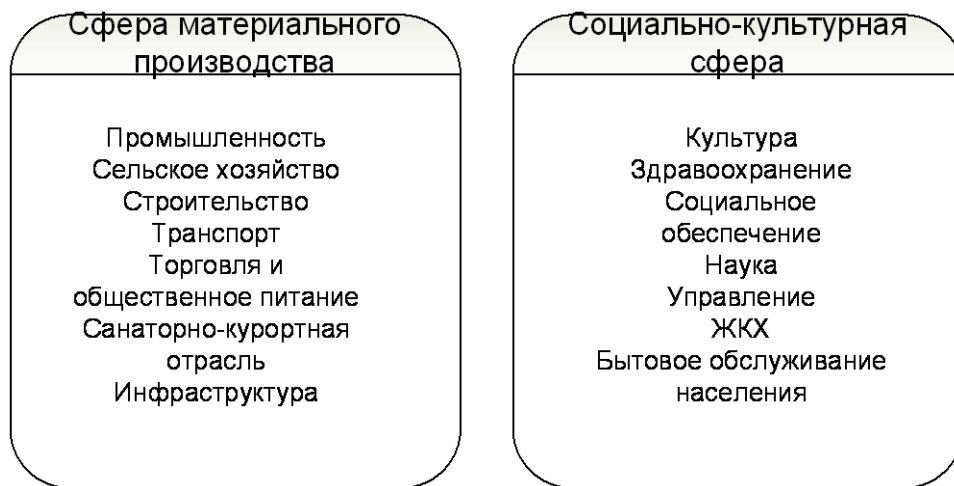 Сфера материального
производства
Промышленность
Сельское хозяйство
Строительство
Транспорт
Торговля и
общественное питание
Санаторно-курортная
отрасль
Инфраструктура
Социально-культурная
сфера
Культура
Здравоохранение
Социальное
обеспечение
Наука
Управление
ЖКХ
Бытовое обслуживание
населения